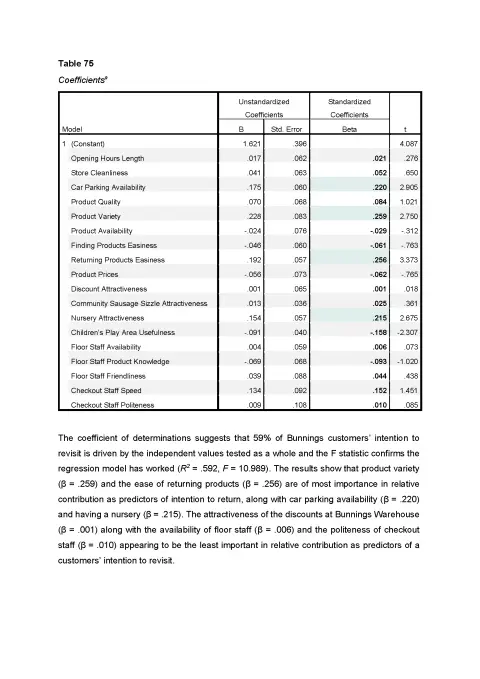 Table 75
Coefficientsª
Unstandardized Coefficients Standardized Coefficients
Model B Std. Error Beta t
1 (Constant) 1.621 .396 4.087
Opening Hours Length .017 .062 .021 .276
Store Cleanliness .041 .063 .052 .650
Car Parking Availability .175 .060 .220 2.905
Product Quality .070 .068 .084 1.021
Product Variety .228 .083 .259 2.750
Product Availability -.024 .076 -.029 -.312
Finding Products Easiness -.046 .060 -.061 -.763
Returning Products Easiness .192 .057 .256 3.373
Product Prices -.056 .073 -.062 -.765
Discount Attractiveness .001 .065 .001 .018
Community Sausage Sizzle Attractiveness .013 .036 .025 .361
Nursery Attractiveness .154 .057 .215 2.675
Children's Play Area Usefulness -.091 .040 -.158 -2.307
Floor Staff Availability .004 .059 .006 .073
Floor Staff Product Knowledge -.069 .068 -.093 -1.020
Floor Staff Friendliness .039 .088 .044 .438
Checkout Staff Speed .134 .092 .152 1.451
Checkout Staff Politeness .009 .108 .010 .085
The coefficient of determinations suggests that 59% of Bunnings customers' intention to
revisit is driven by the independent values tested as a whole and the F statistic confirms the
regression model has worked (R² = .592, F = 10.989). The results show that product variety
(β = .259) and the ease of returning products (β = .256) are of most importance in relative
contribution as predictors of intention to return, along with car parking availability (β = .220)
and having a nursery (β = .215). The attractiveness of the discounts at Bunnings Warehouse
(β = .001) along with the availability of floor staff (β = .006) and the politeness of checkout
staff (β = .010) appearing to be the least important in relative contribution as predictors of a
customers' intention to revisit.